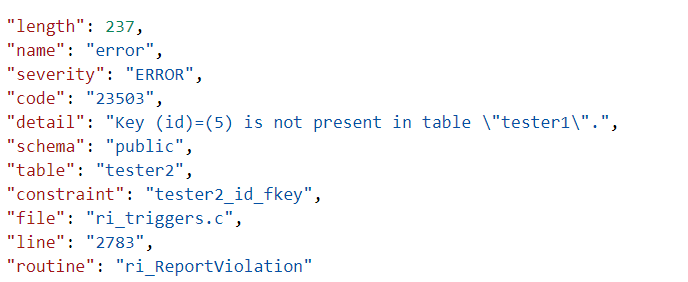 "length": 237,
"name": "error",
"severity": "ERROR",
"code": "23503",
"detail": "Key (id)=(5) is not present in table \"tester1\".",
"schema": "public",
"table": "tester2",
"constraint": "tester2_id_fkey",
"file": "ri_triggers.c",
"line": "2783",
"routine": "ri_ReportViolation"